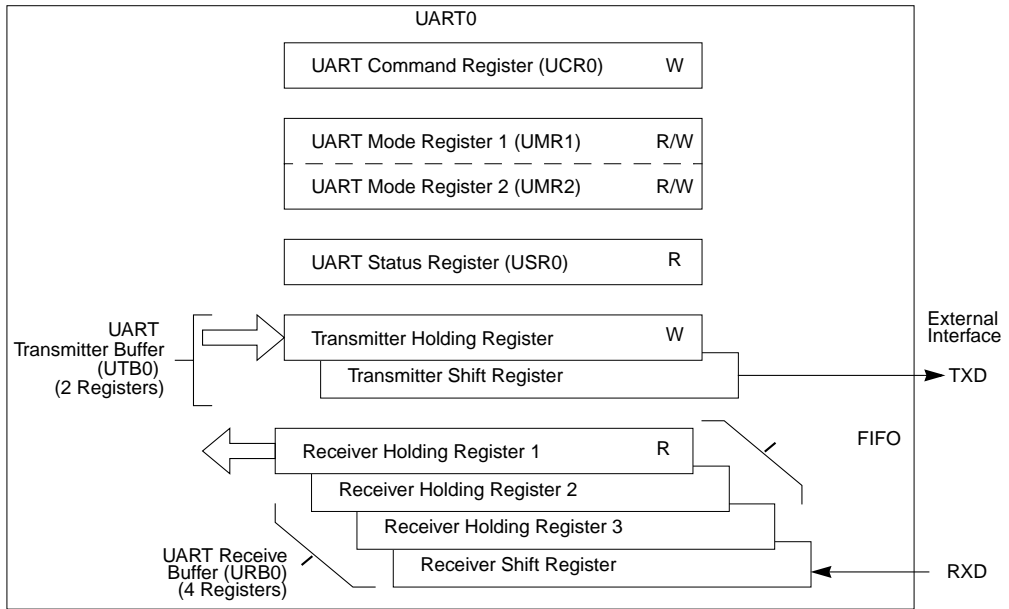 UART0
UART Command Register (UCR0) W
UART Mode Register 1 (UMR1) R/W
UART Mode Register 2 (UMR2) R/W
UART Status Register (USR0) R
UART
Transmitter Buffer
(UTB0)
(2 Registers)
Transmitter Holding Register W
Transmitter Shift Register
External
Interface
TXD
FIFO
Receiver Holding Register 1 R
Receiver Holding Register 2
Receiver Holding Register 3
Receiver Shift Register
UART Receive
Buffer (URB0)
(4 Registers)
RXD